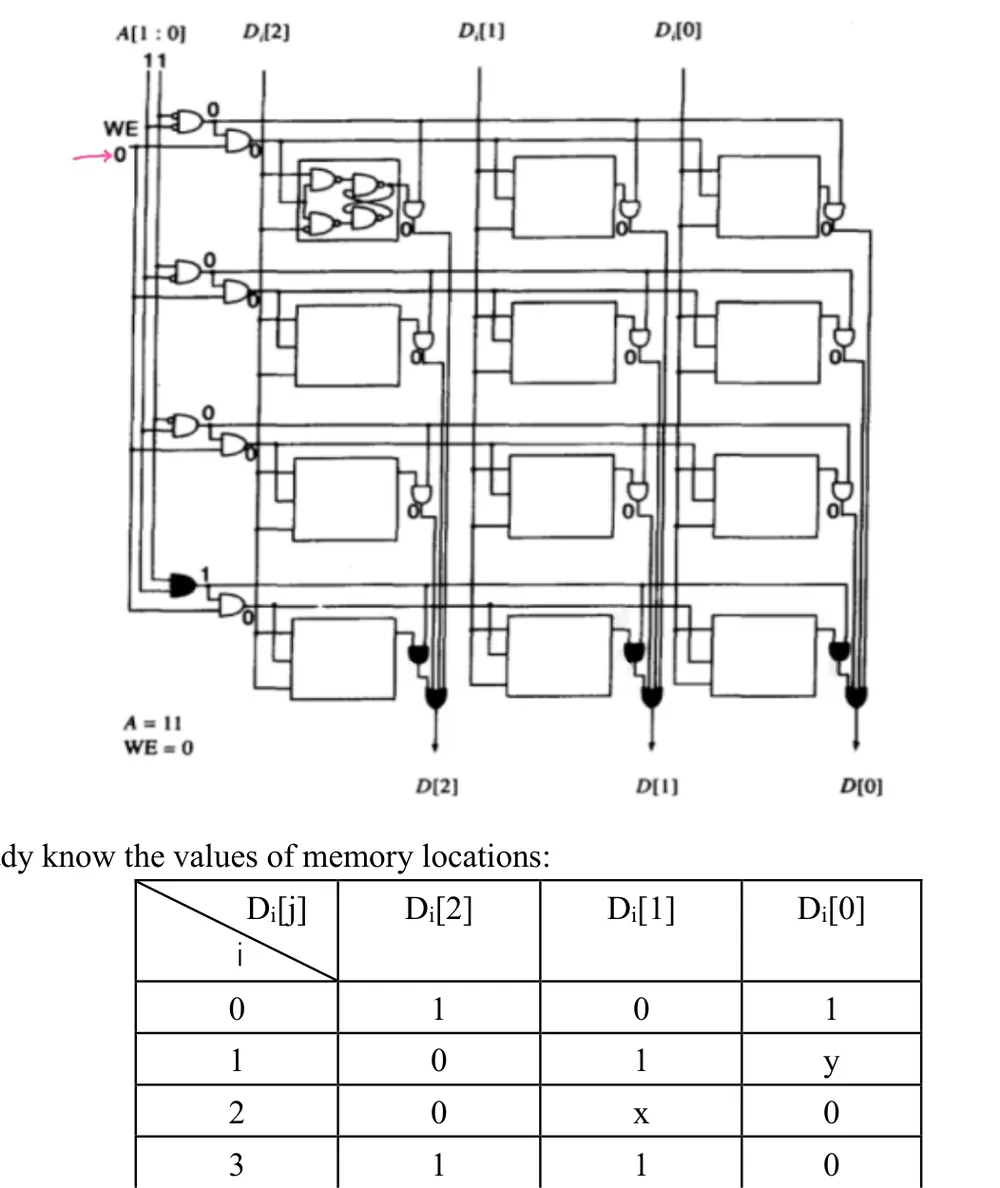 A[1 : 0] Dᵢ[2] Dᵢ[1] Dᵢ[0]
11
0
WE
0
0
0 0 0
0
0
0 0 0
0
0
0 0 0
1
0
A = 11
WE = 0
D[2] D[1] D[0]
dy know the values of memory locations:
Dᵢ[j] Dᵢ[2] Dᵢ[1] Dᵢ[0]
i
0 1 0 1
1 0 1 y
2 0 x 0
3 1 1 0